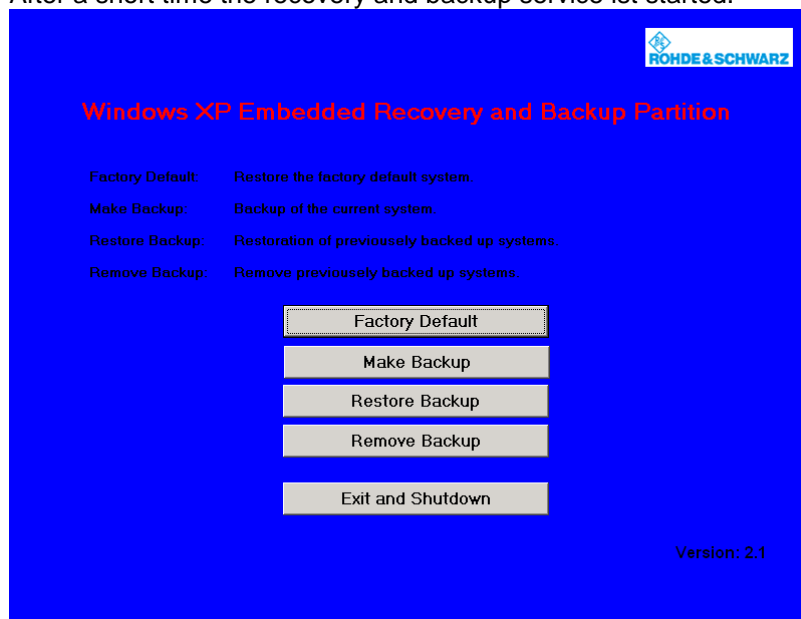 After a short time the recovery and backup service ist started.
ROHDE & SCHWARZ
Windows XP Embedded Recovery and Backup Partition
Factory Default: Restore the factory default system.
Make Backup: Backup of the current system.
Restore Backup: Restoration of previousely backed up systems.
Remove Backup: Remove previousely backed up systems.
Factory Default
Make Backup
Restore Backup
Remove Backup
Exit and Shutdown
Version: 2.1